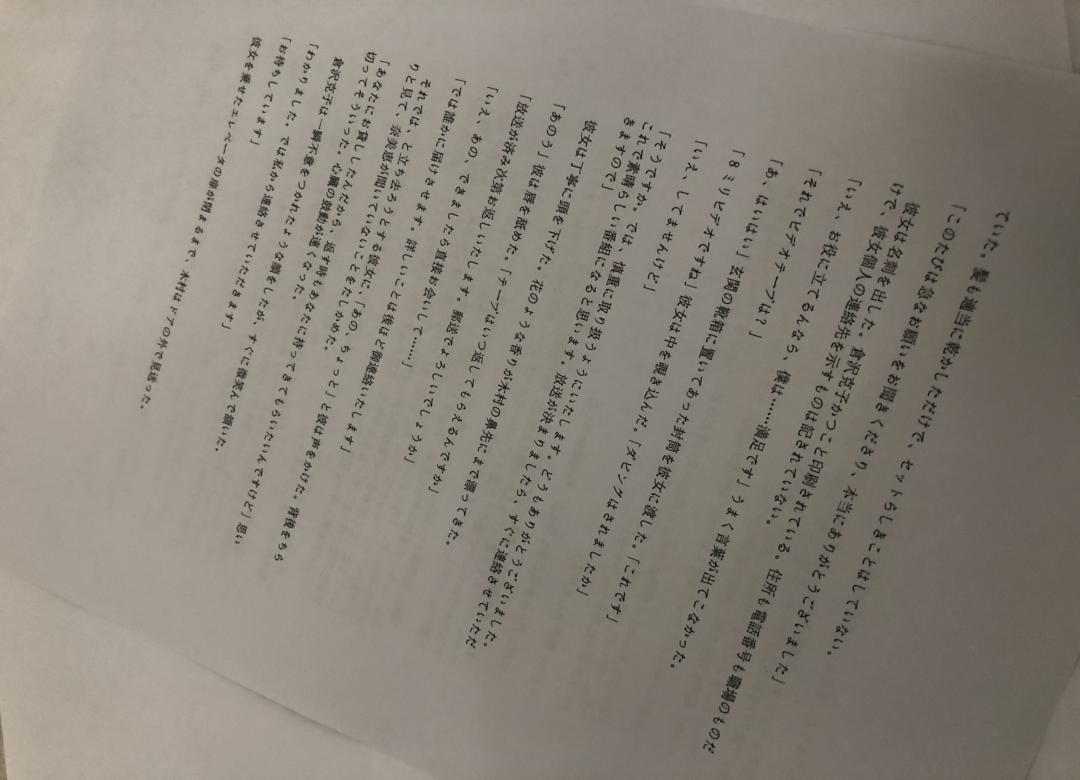 ていた。髪も適当に乾かしただけで、セットらしきことはしていない。
「このたびは急なお願いをお聞きくださり、本当にありがとうございました」
彼女は名刺を出した。倉沢克子かつこと印刷されている。住所も電話番号も職場のものだ
けで、彼女個人の連絡先を示すものは記されていない。
「いえ、お役に立てるんなら、僕は……満足です」うまく言葉が出てこなかった。
「それでビデオテープは?」
「あ、はいはい」玄関の靴箱に置いてあった封筒を彼女に渡した。「これです」
「8ミリビデオですね」彼女は中を覗き込んだ。「ダビングはされましたか」
「いえ、してませんけど」
「そうですか。では、慎重に取り扱うようにいたします。どうもありがとうございました。
これで素晴らしい番組になると思います。放送が決まりましたら、すぐに連絡させていただ
きますので」
彼女は丁寧に頭を下げた。花のような香りが木村の鼻先にまで漂ってきた。
「あのう」彼は唇を舐めた。「テープはいつ返してもらえるんですか」
「放送が済み次第お返しいたします。郵送でよろしいでしょうか」
「いえ、あの、できましたら直接お会いして……」
「では誰かに届けさせます。詳しいことは後ほど御連絡いたします」
それでは、と立ち去ろうとする彼女に、「あの、ちょっと」と彼は声をかけた。背後をちら
りと見て、奈美恵が聞いていないことをたしかめた。
「あなたにお貸ししたんだから、返す時もあなたに持ってきてもらいたいんですけど」思い
切ってそういった。心臓の鼓動が速くなった。
倉沢克子は一瞬不意をつかれたような顔をしたが、すぐに微笑んで頷いた。
「わかりました。では私から連絡させていただきます」
「お待ちしています」
彼女を乗せたエレベータの扉が閉まるまで、木村はドアの外で見送った。